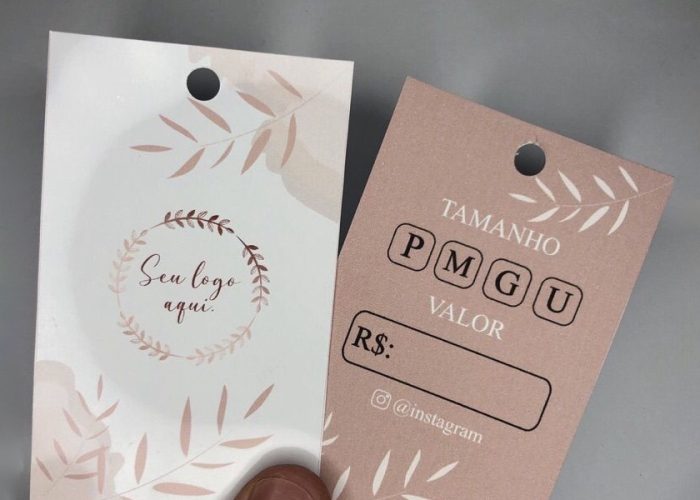 Seu logo
aqui.
TAMANHO
P M G U
VALOR
R$:
@instagram